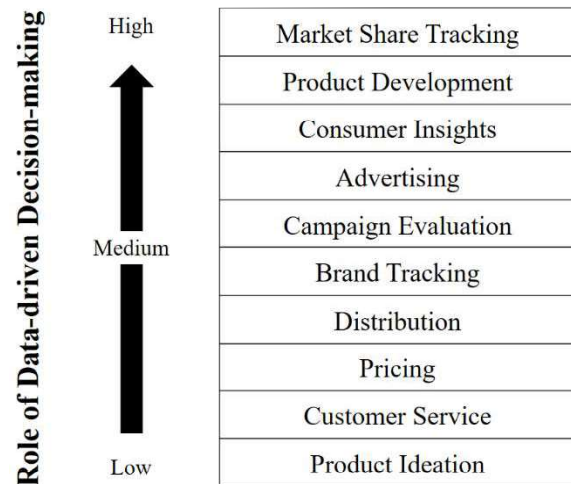 Role of Data-driven Decision-making
High
Medium
Low
Market Share Tracking
Product Development
Consumer Insights
Advertising
Campaign Evaluation
Brand Tracking
Distribution
Pricing
Customer Service
Product Ideation